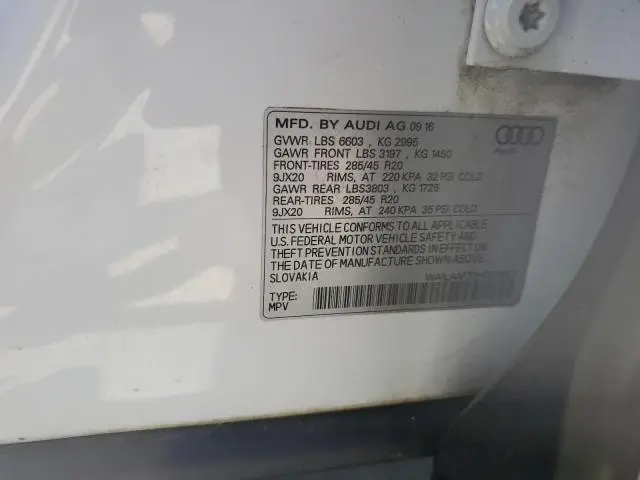 MFD. BY AUDI AG 09 16
GVWR LBS 6603 , KG 2995
GAWR FRONT LBS 3197 , KG 1450
FRONT-TIRES 285/45 R20
9JX20 RIMS, AT 220 KPA 32 PSI COLD
GAWR REAR LBS3803 , KG 1725
REAR-TIRES 285/45 R20
9JX20 RIMS, AT 240 KPA 35 PSI COLD
THIS VEHICLE CONFORMS TO ALL APPLICABLE
U.S. FEDERAL MOTOR VEHICLE SAFETY AND
THEFT PREVENTION STANDARDS IN EFFECT ON
THE DATE OF MANUFACTURE SHOWN ABOVE.
SLOVAKIA
TYPE:
MPV